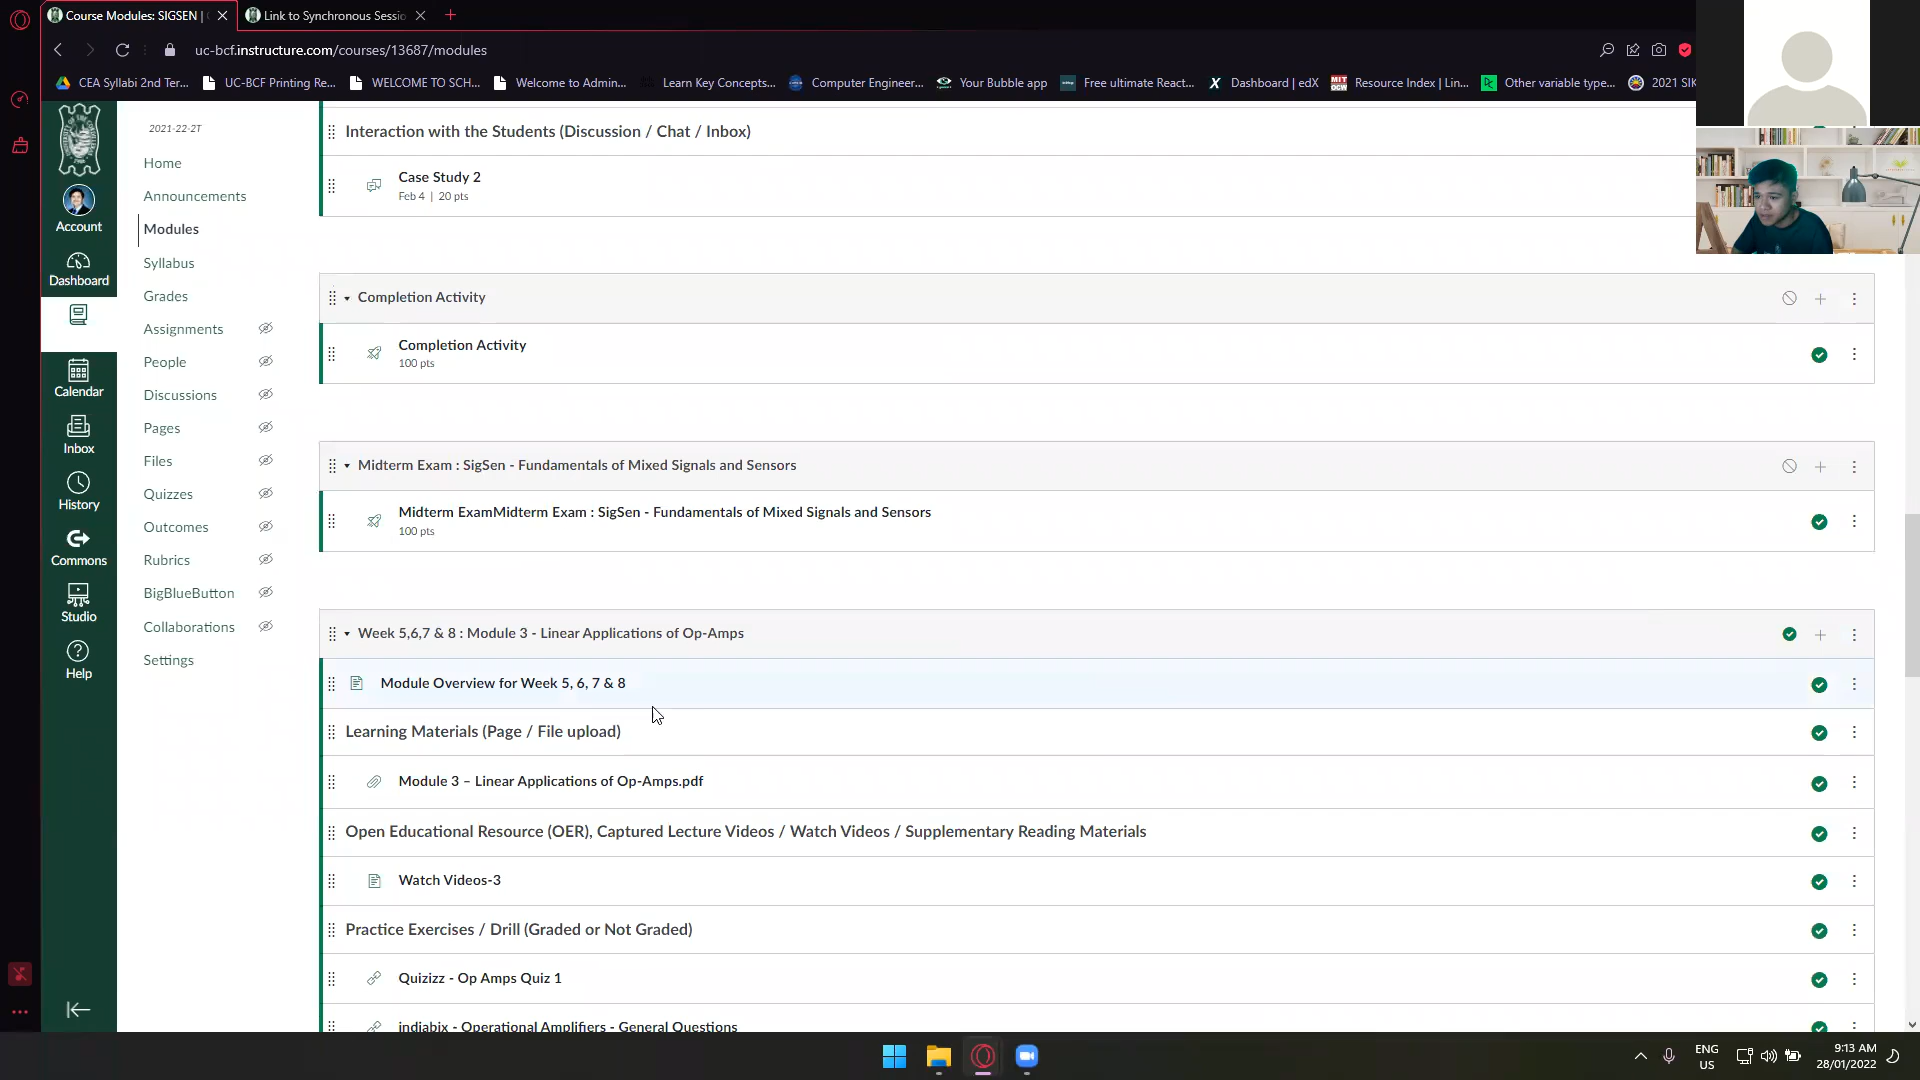 Course Modules: SIGSEN |
Link to Synchronous Sessio
uc-bcf.instructure.com/courses/13687/modules
CEA Syllabi 2nd Ter...
UC-BCF Printing Re...
WELCOME TO SCH...
Welcome to Admin...
Learn Key Concepts...
Computer Engineer...
Your Bubble app
Free ultimate React...
Dashboard | edX
Resource Index | Lin...
Other variable type...
2021 SIK
Account
Dashboard
Calendar
Inbox
History
Commons
Studio
Help
2021-22-2T
Home
Announcements
Modules
Syllabus
Grades
Assignments
People
Discussions
Pages
Files
Quizzes
Outcomes
Rubrics
BigBlueButton
Collaborations
Settings
Interaction with the Students (Discussion / Chat / Inbox)
Case Study 2
Feb 4 | 20 pts
Completion Activity
Completion Activity
100 pts
Midterm Exam : SigSen - Fundamentals of Mixed Signals and Sensors
Midterm ExamMidterm Exam : SigSen - Fundamentals of Mixed Signals and Sensors
100 pts
Week 5,6,7 & 8 : Module 3 - Linear Applications of Op-Amps
Module Overview for Week 5, 6, 7 & 8
Learning Materials (Page / File upload)
Module 3 – Linear Applications of Op-Amps.pdf
Open Educational Resource (OER), Captured Lecture Videos / Watch Videos / Supplementary Reading Materials
Watch Videos-3
Practice Exercises / Drill (Graded or Not Graded)
Quizizz - Op Amps Quiz 1
indiabix - Operational Amplifiers - General Questions
ENG
US
9:13 AM
28/01/2022